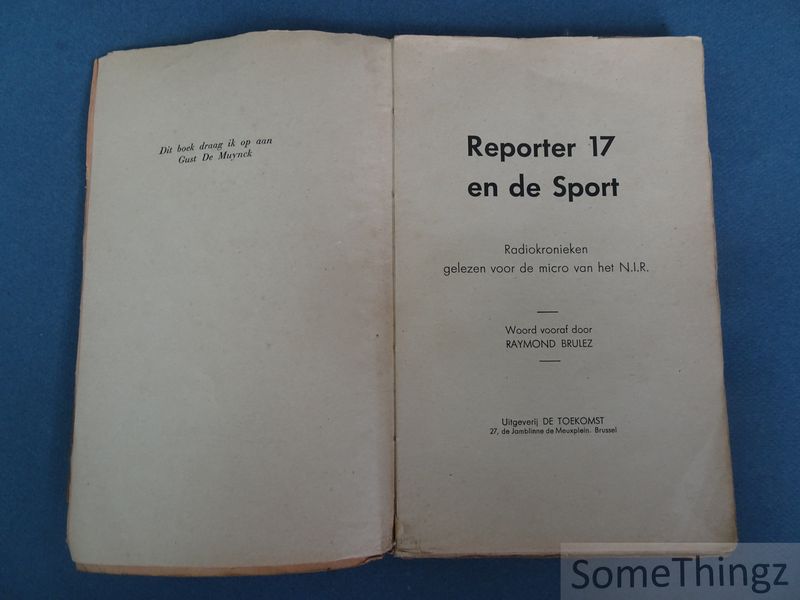 Dit boek draag ik op aan
Gust De Muynck
Reporter 17
en de Sport
Radiokronieken
gelezen voor de micro van het N.I.R.
Woord vooraf door
RAYMOND BRULEZ
Uitgeverij DE TOEKOMST
27, de Jamblinne de Meuxplein. Brussel
SomeThingz